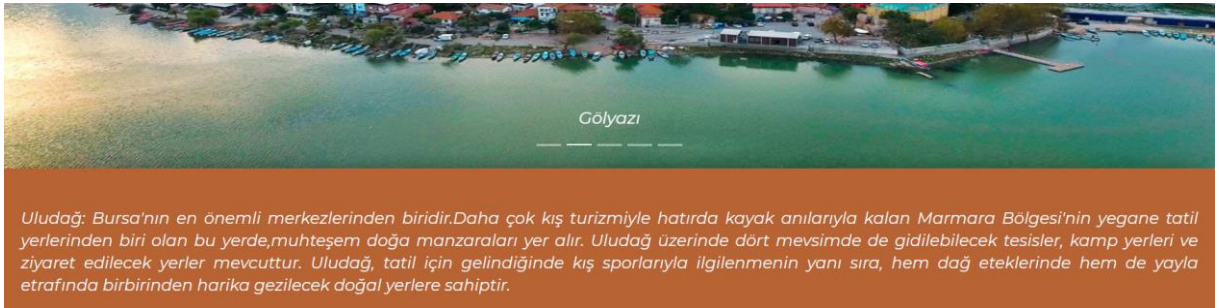 Gölyazı
Uludağ: Bursa'nın en önemli merkezlerinden biridir.Daha çok kış turizmiyle hatırda kayak anılarıyla kalan Marmara Bölgesi'nin yegane tatil
yerlerinden biri olan bu yerde,muhteşem doğa manzaraları yer alır. Uludağ üzerinde dört mevsimde de gidilebilecek tesisler, kamp yerleri ve
ziyaret edilecek yerler mevcuttur. Uludağ, tatil için gelindiğinde kış sporlarıyla ilgilenmenin yanı sıra, hem dağ eteklerinde hem de yayla
etrafında birbirinden harika gezilecek doğal yerlere sahiptir.